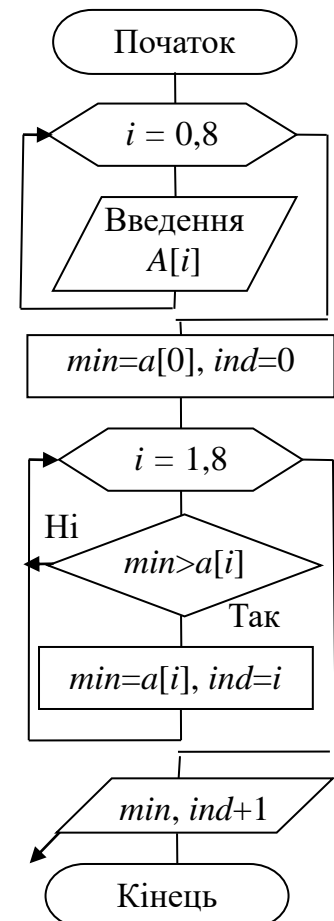 Початок
i = 0,8
Введення
A[i]
min=a[0], ind=0
i = 1,8
Ні
min>a[i]
Так
min=a[i], ind=i
min, ind+1
Кінець